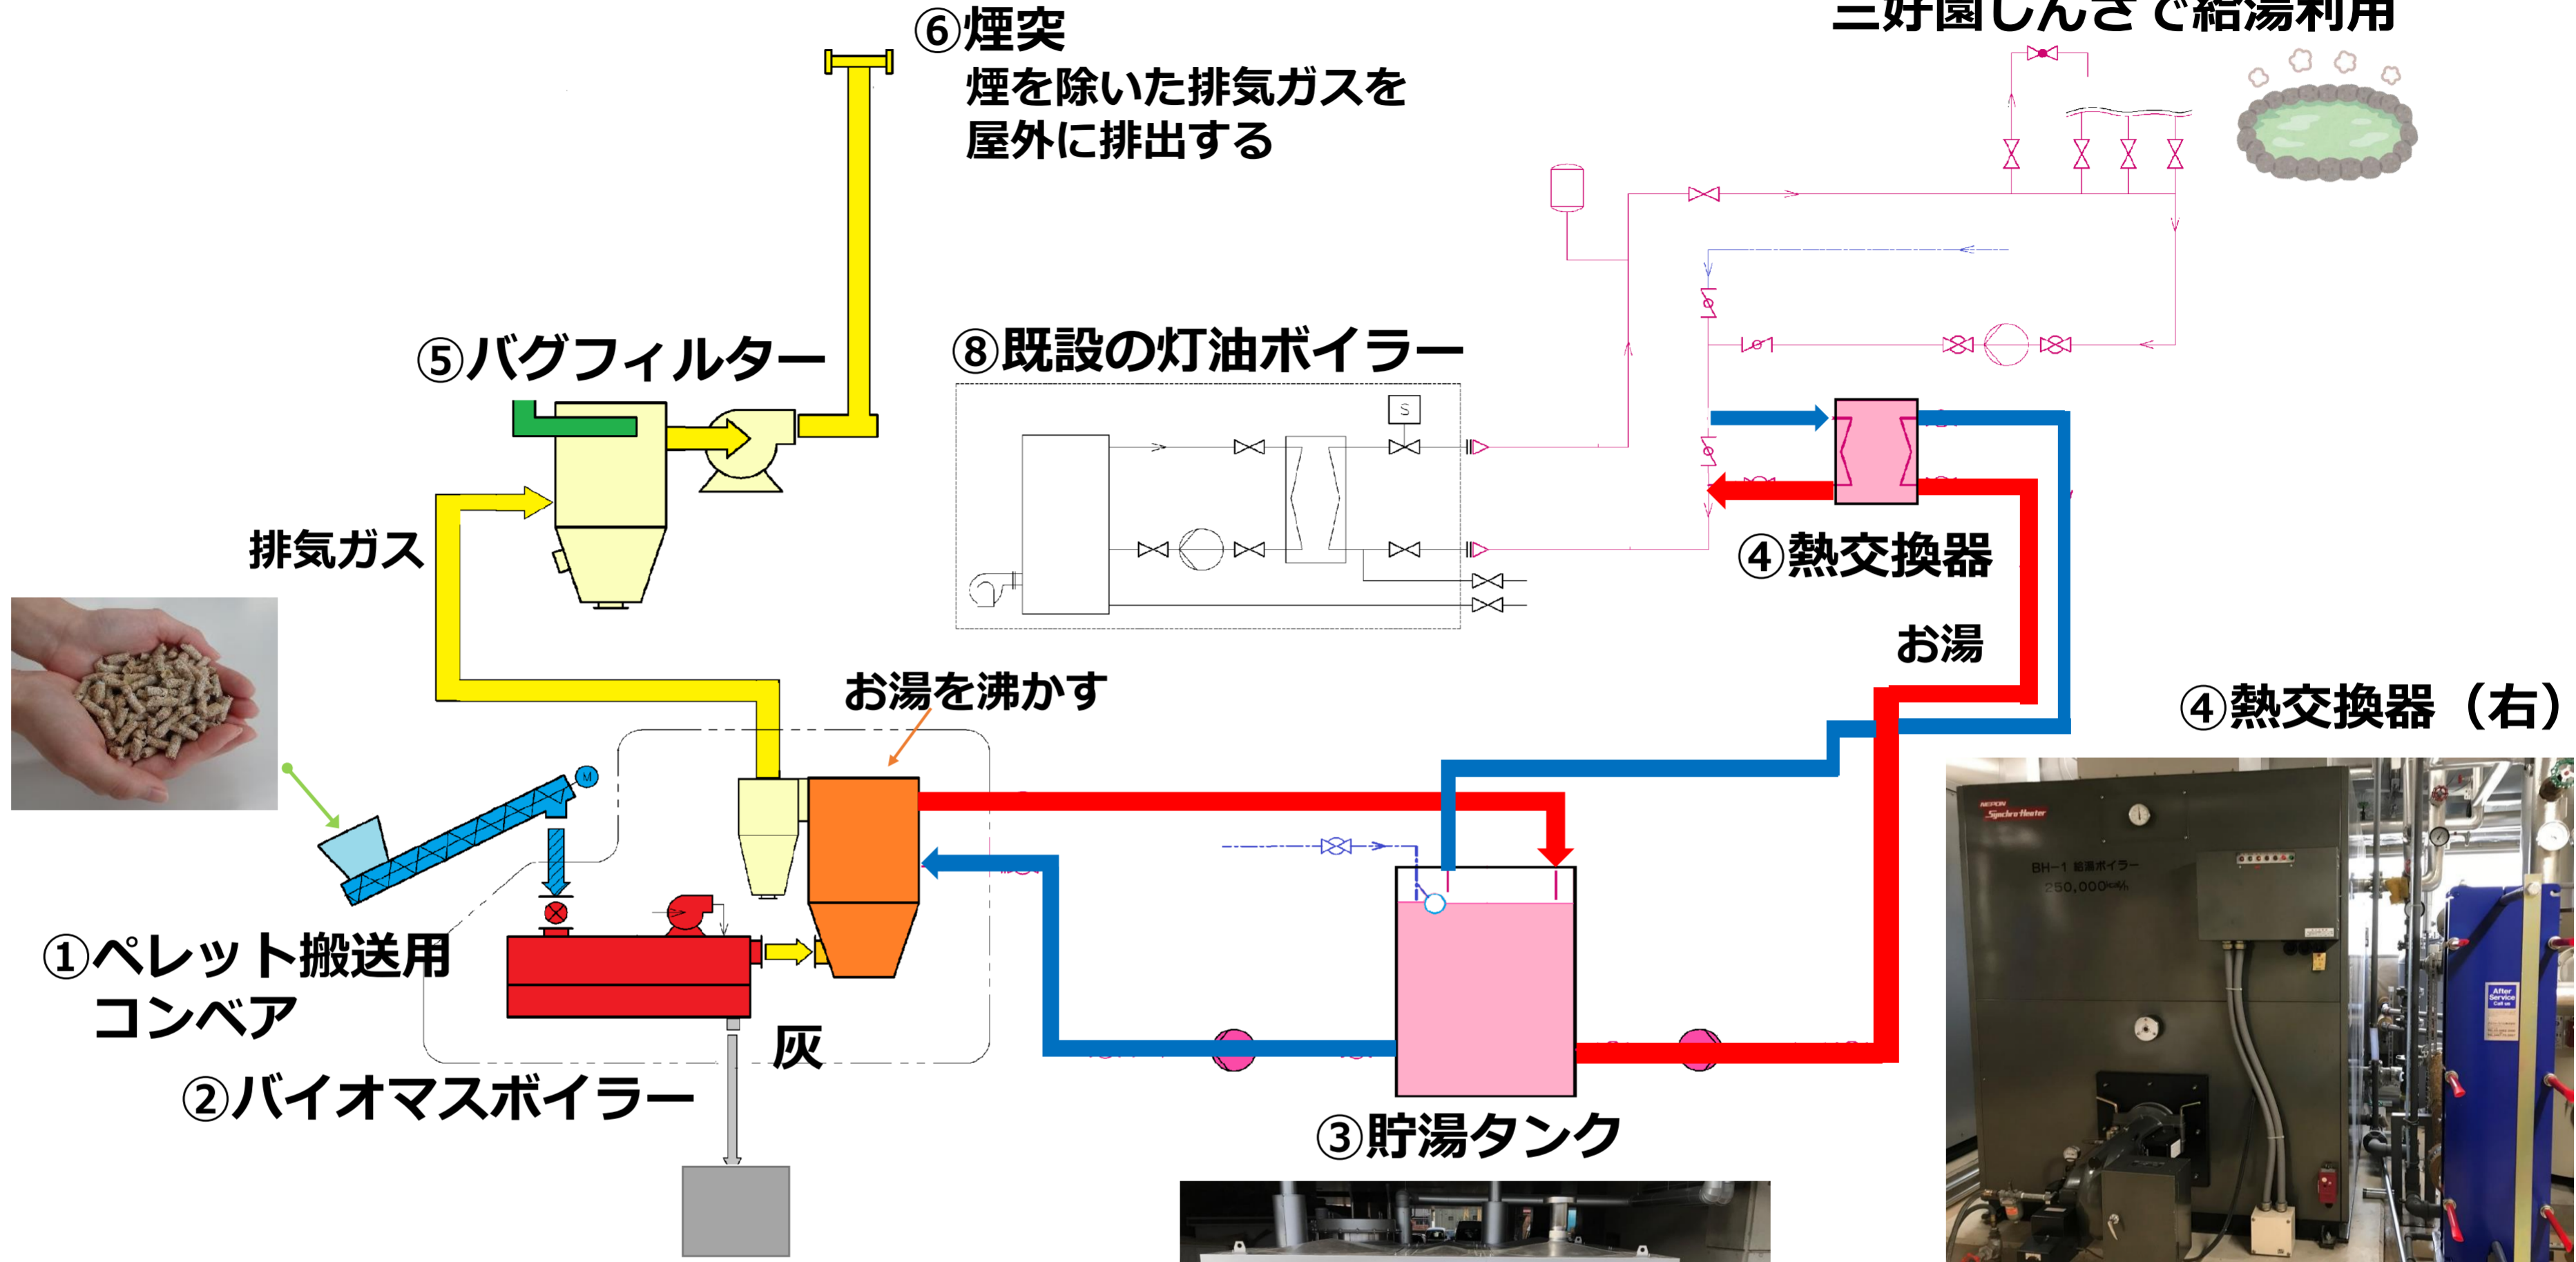 三好園しんさで給湯利用
⑥煙突
煙を除いた排気ガスを
屋外に排出する
⑤バグフィルター
⑧既設の灯油ボイラー
S
排気ガス
④熱交換器
お湯
お湯を沸かす
④熱交換器（右）
M
NEPON
Synchro Heater
BH-1 給湯ボイラー
①ペレット搬送用
コンベア
灰
②バイオマスボイラー
③貯湯タンク
After
Service
Call us